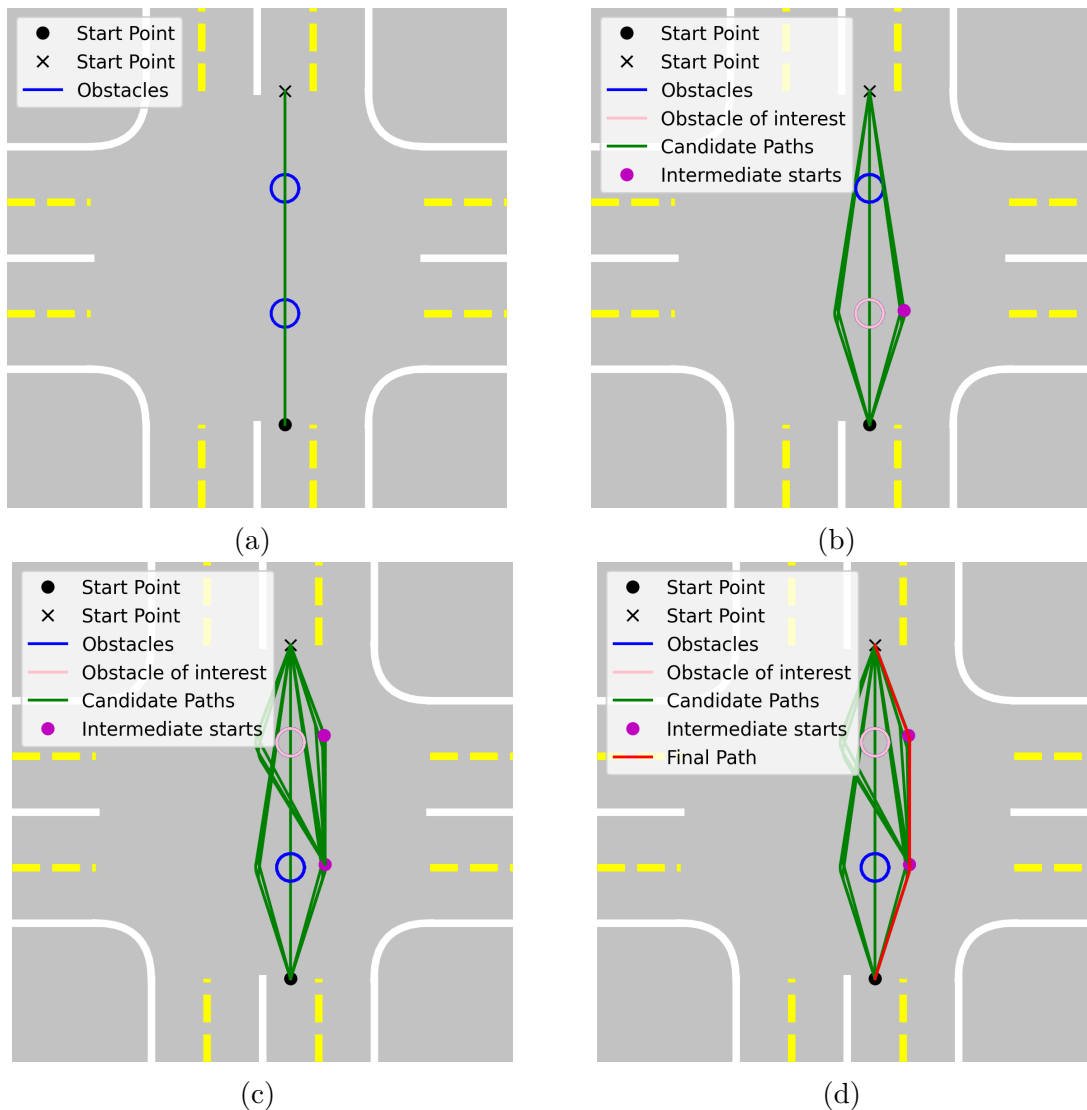 Start Point
Start Point
Obstacles
(a)
Start Point
Start Point
Obstacles
Obstacle of interest
Candidate Paths
Intermediate starts
(b)
Start Point
Start Point
Obstacles
Obstacle of interest
Candidate Paths
Intermediate starts
(c)
Start Point
Start Point
Obstacles
Obstacle of interest
Candidate Paths
Intermediate starts
Final Path
(d)